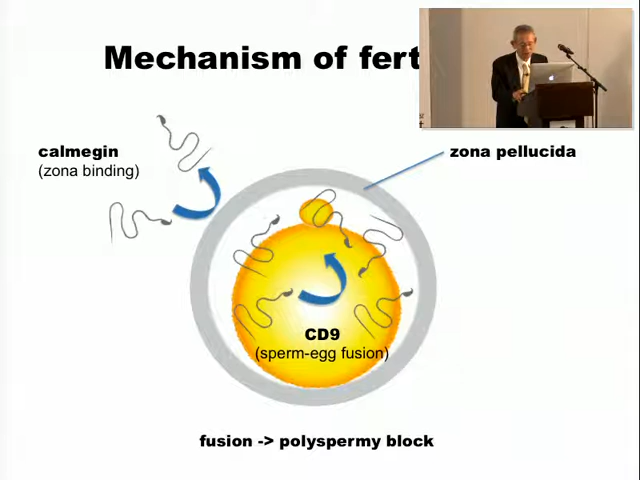 Mechanism of fert
calmegin
(zona binding)
zona pellucida
CD9
(sperm-egg fusion)
fusion -> polyspermy block